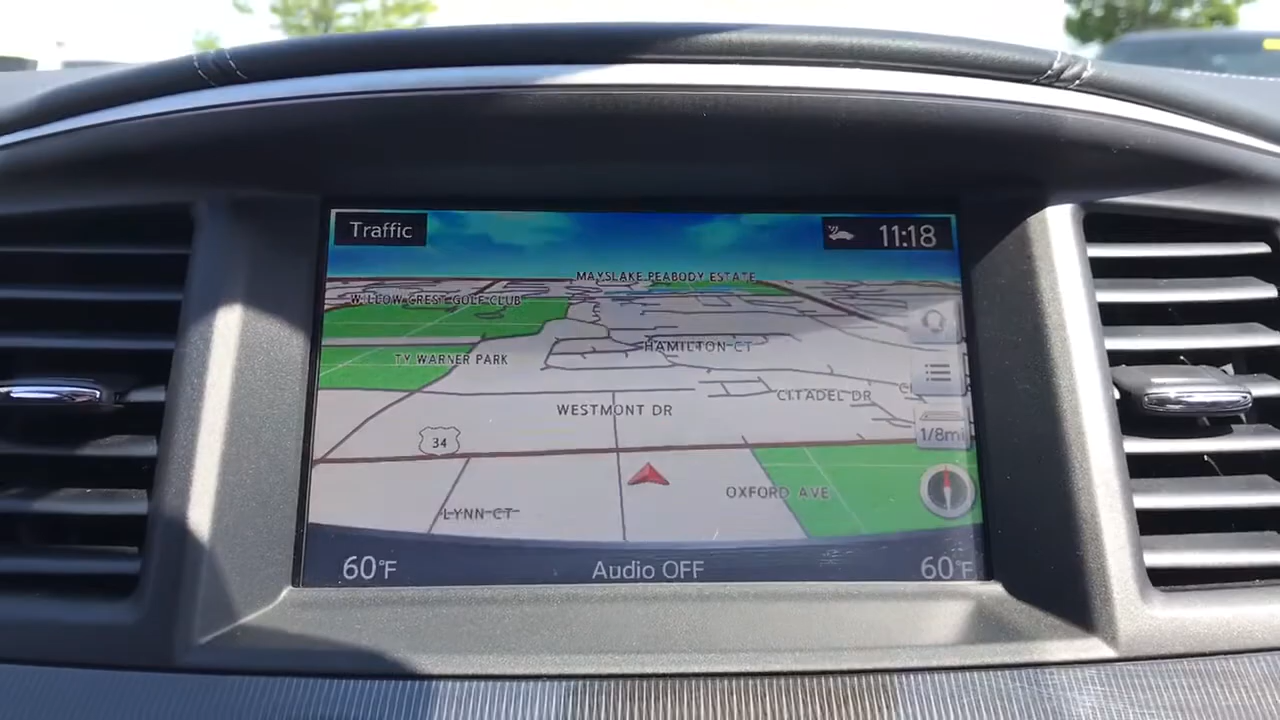 Traffic
11:18
MAYSLAKE PEABODY ESTATE
WILLOW CREST GOLF CLUB
HAMILTON CT
TY WARNER PARK
CITADEL DR
WESTMONT DR
34
1/8mi
OXFORD AVE
LYNN CT
60°F
Audio OFF
60°F